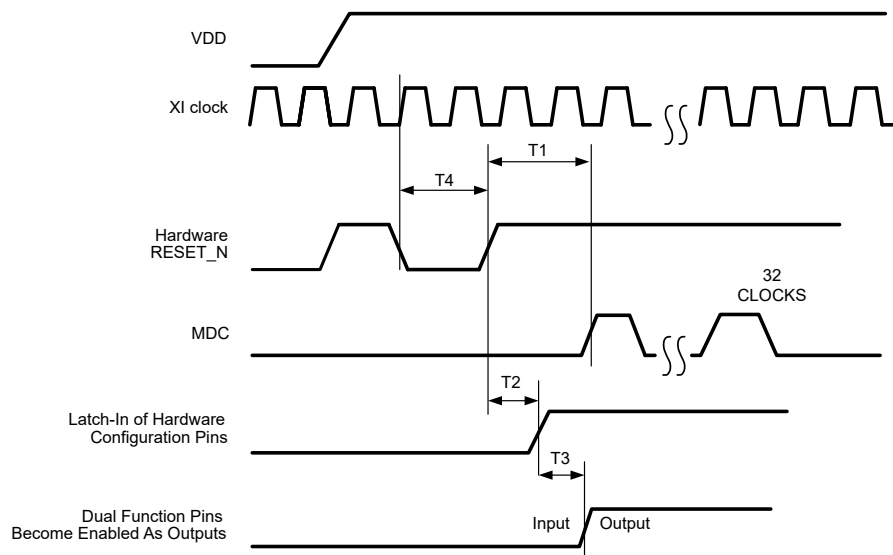 VDD
XI clock
T1
T4
Hardware
RESET_N
32
CLOCKS
MDC
T2
Latch-In of Hardware
Configuration Pins
T3
Dual Function Pins
Become Enabled As Outputs
Input
Output